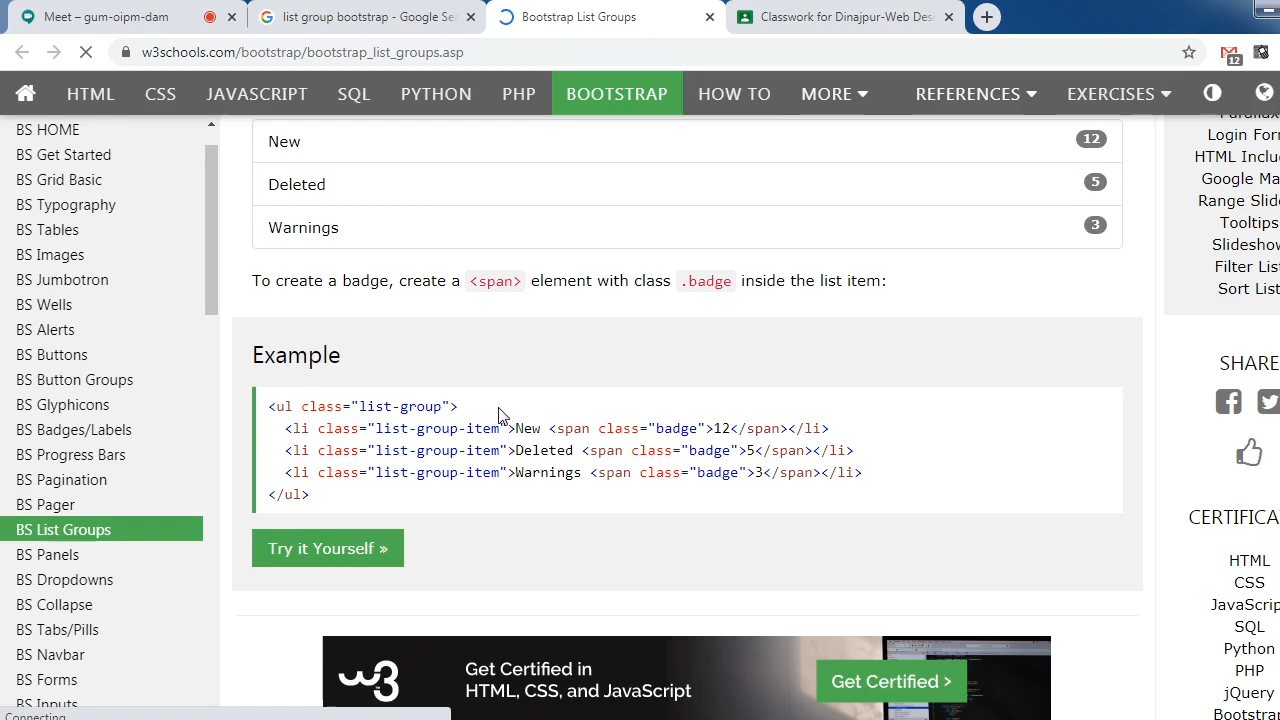 Meet – gum-oipm-dam
list group bootstrap - Google Se
Bootstrap List Groups
Classwork for Dinajpur-Web Des
w3schools.com/bootstrap/bootstrap_list_groups.asp
12
HTML CSS JAVASCRIPT SQL PYTHON PHP BOOTSTRAP HOW TO MORE REFERENCES EXERCISES
BS HOME
BS Get Started
BS Grid Basic
BS Typography
BS Tables
BS Images
BS Jumbotron
BS Wells
BS Alerts
BS Buttons
BS Button Groups
BS Glyphicons
BS Badges/Labels
BS Progress Bars
BS Pagination
BS Pager
BS List Groups
BS Panels
BS Dropdowns
BS Collapse
BS Tabs/Pills
BS Navbar
BS Forms
BS Inputs
Connecting
New 12
Deleted 5
Warnings 3
To create a badge, create a <span> element with class .badge inside the list item:
Example
<ul class="list-group">
<li class="list-group-item">New <span class="badge">12</span></li>
<li class="list-group-item">Deleted <span class="badge">5</span></li>
<li class="list-group-item">Warnings <span class="badge">3</span></li>
</ul>
Try it Yourself »
w3
Get Certified in
HTML, CSS, and JavaScript
Get Certified >
Parallax
Login For
HTML Inclu
Google Ma
Range Slid
Tooltips
Slidesho
Filter List
Sort List
SHARE
CERTIFICA
HTML
CSS
JavaScrip
SQL
Python
PHP
jQuery
Bootstra